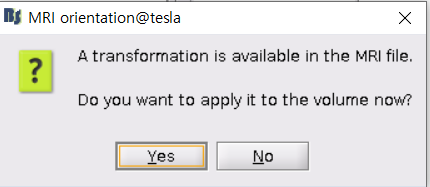 BS MRI orientation@tesla
A transformation is available in the MRI file.
Do you want to apply it to the volume now?
Yes
No